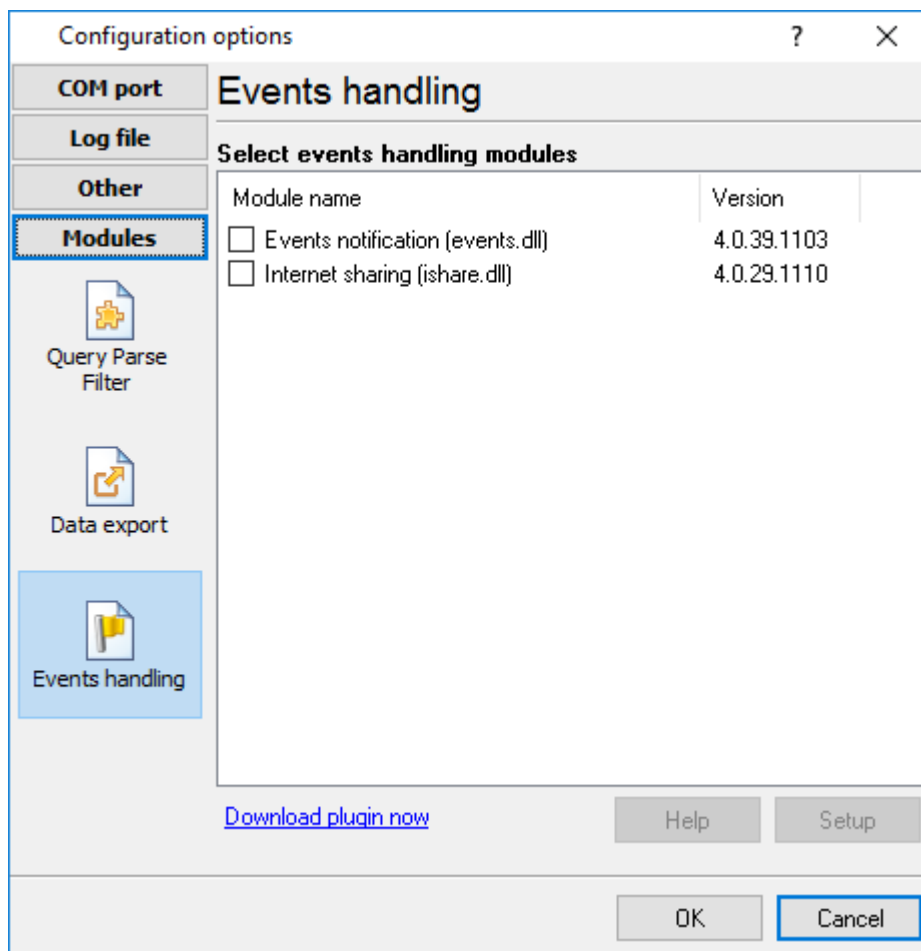 Configuration options
?
COM port
Log file
Other
Modules
Query Parse
Filter
Data export
Events handling
Events handling
Select events handling modules
Module name Version
Events notification (events.dll) 4.0.39.1103
Internet sharing (ishare.dll) 4.0.29.1110
Download plugin now
Help
Setup
OK
Cancel